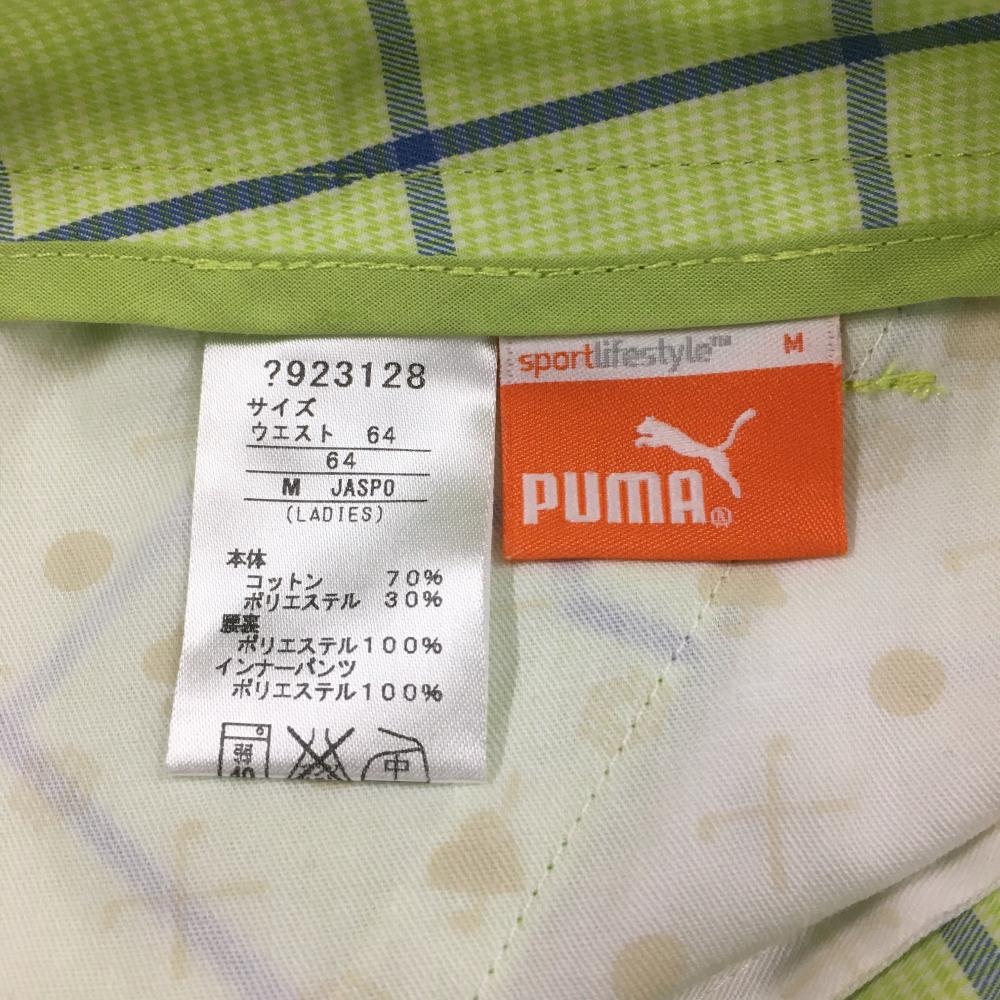 ?923128
サイズ
ウエスト 64
64
M JASPO
(LADIES)
本体
コットン 70%
ポリエステル 30%
腰裏
ポリエステル100%
インナーパンツ
ポリエステル100%
弱
40
中
sportlifestyle™ M
PUMA®